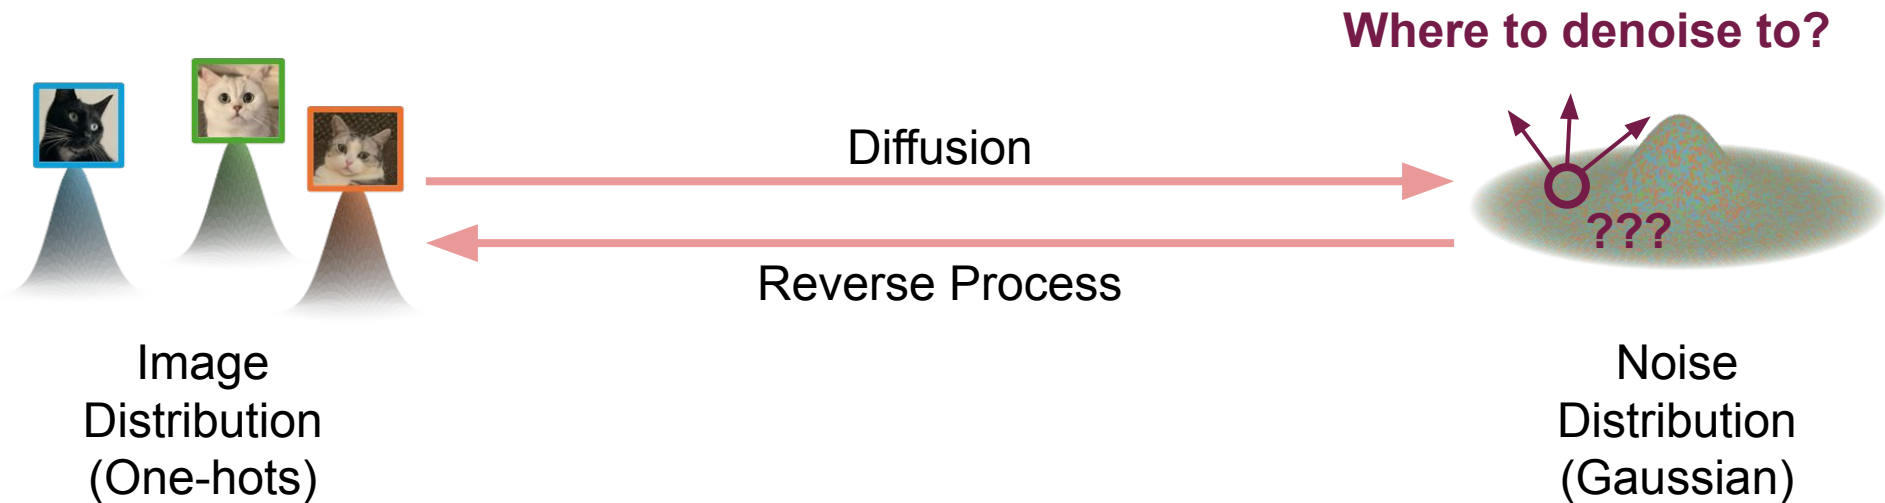 Where to denoise to?
Diffusion
???
Reverse Process
Image
Distribution
(One-hots)
Noise
Distribution
(Gaussian)